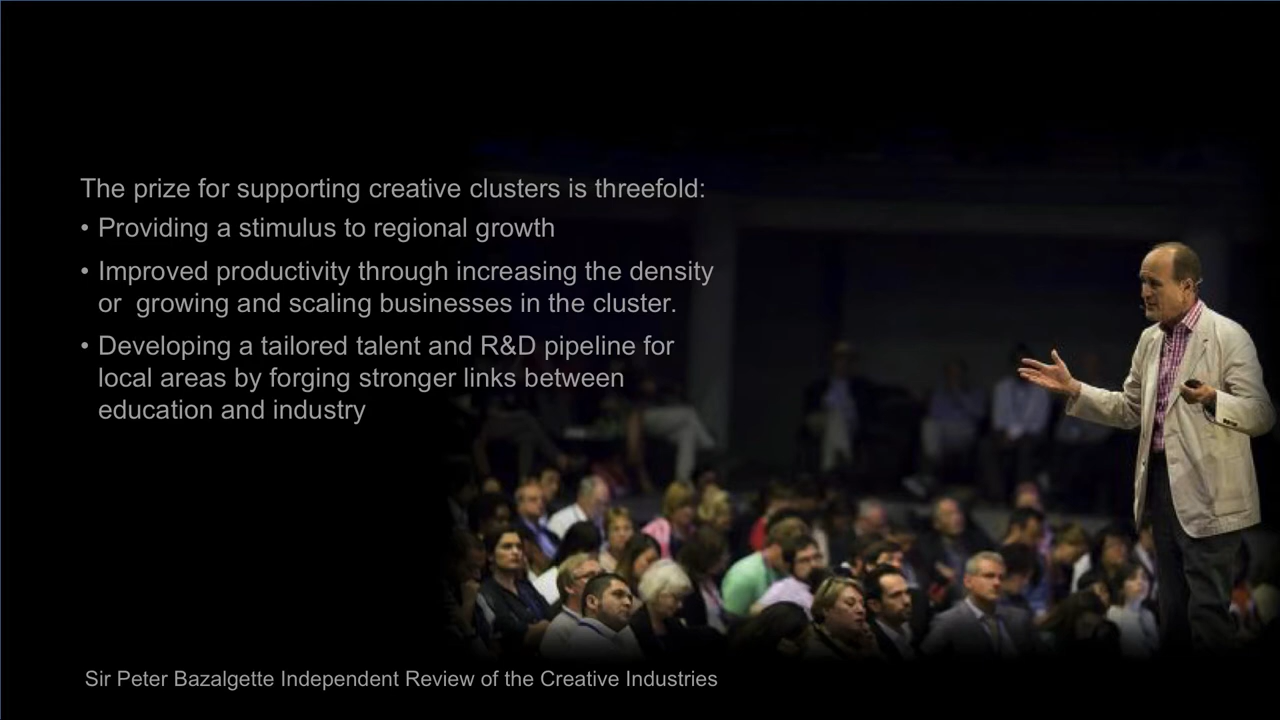 The prize for supporting creative clusters is threefold:
• Providing a stimulus to regional growth
• Improved productivity through increasing the density
or  growing and scaling businesses in the cluster.
• Developing a tailored talent and R&D pipeline for
local areas by forging stronger links between
education and industry
Sir Peter Bazalgette Independent Review of the Creative Industries